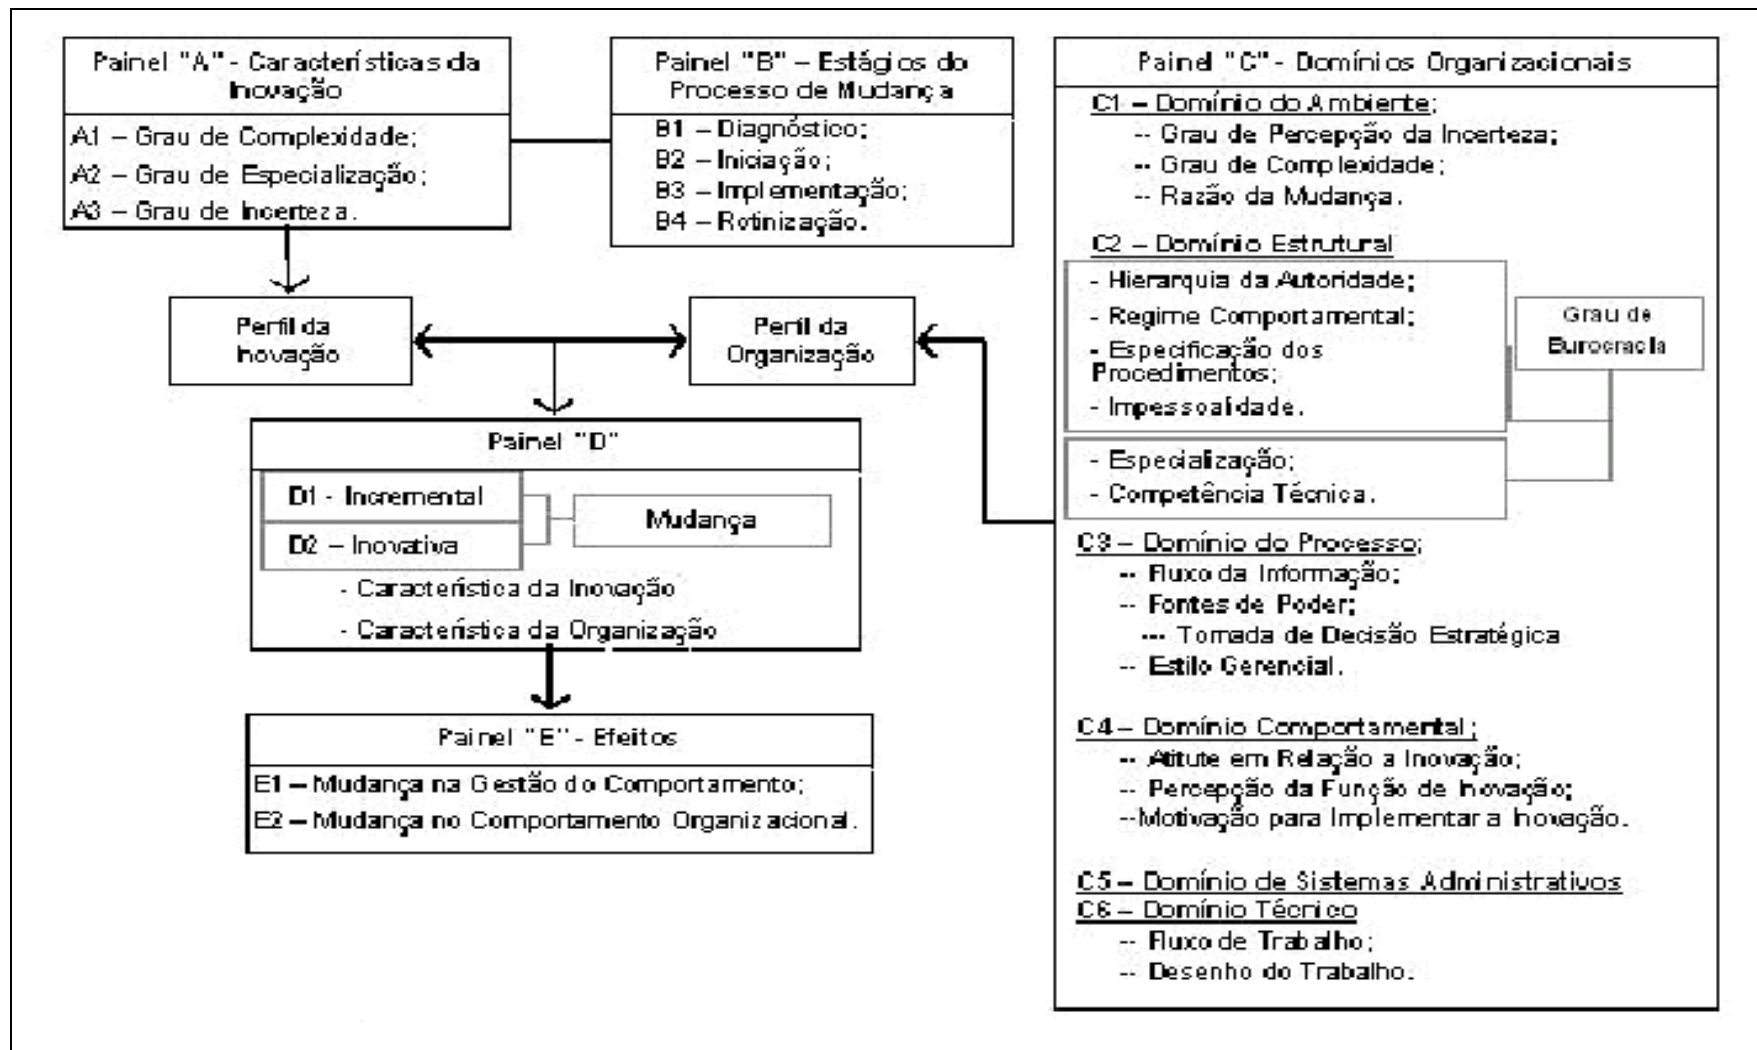 Painel "A" - Características da
Inovação
A1 – Grau de Complexidade;
A2 – Grau de Especialização;
A3 – Grau de Incerteza.
Painel "B" – Estágios do
Processo de Mudança
B1 – Diagnóstico;
B2 – Iniciação;
B3 – Implementação;
B4 – Rotinização.
Perfil da
Inovação
Perfil da
Organização
Painel "D"
D1 - Incremental
D2 – Inovativa
Mudança
- Característica da Inovação
- Característica da Organização
Painel "E" - Efeitos
E1 – Mudança na Gestão do Comportamento;
E2 – Mudança no Comportamento Organizacional.
Painel "C" - Domínios Organizacionais
C1 – Domínio do Ambiente;
-- Grau de Percepção da Incerteza;
-- Grau de Complexidade;
-- Razão da Mudança.
C2 – Domínio Estrutural
- Hierarquia da Autoridade;
- Regime Comportamental;
- Especificação dos
Procedimentos;
- Impessoalidade.
Grau de
Burocracia
- Especialização;
- Competência Técnica.
C3 – Domínio do Processo;
-- Fluxo da Informação;
-- Fontes de Poder;
--- Tomada de Decisão Estratégica
-- Estilo Gerencial.
C4 – Domínio Comportamental;
-- Atitute em Relação a Inovação;
-- Percepção da Função de Inovação;
--Motivação para Implementar a Inovação.
C5 – Domínio de Sistemas Administrativos
C6 – Domínio Técnico
-- Fluxo de Trabalho;
-- Desenho do Trabalho.